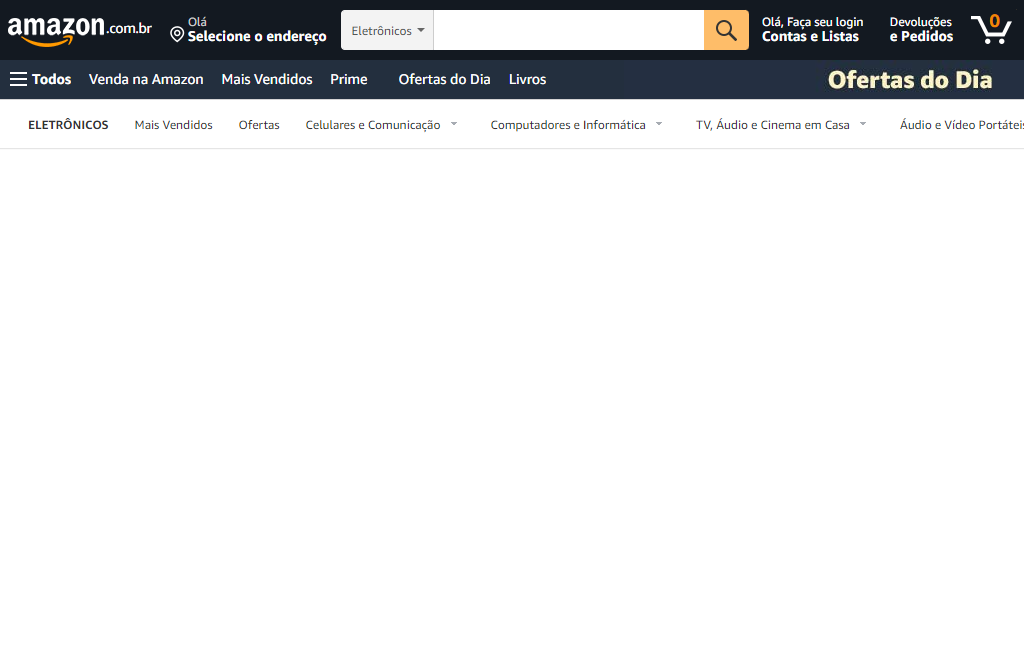 amazon.com.br
Olá
Selecione o endereço
Eletrônicos
Olá, Faça seu login
Contas e Listas
Devoluções
e Pedidos
0
Todos Venda na Amazon Mais Vendidos Prime Ofertas do Dia Livros Ofertas do Dia
ELETRÔNICOS Mais Vendidos Ofertas Celulares e Comunicação Computadores e Informática TV, Áudio e Cinema em Casa Áudio e Vídeo Portáteis